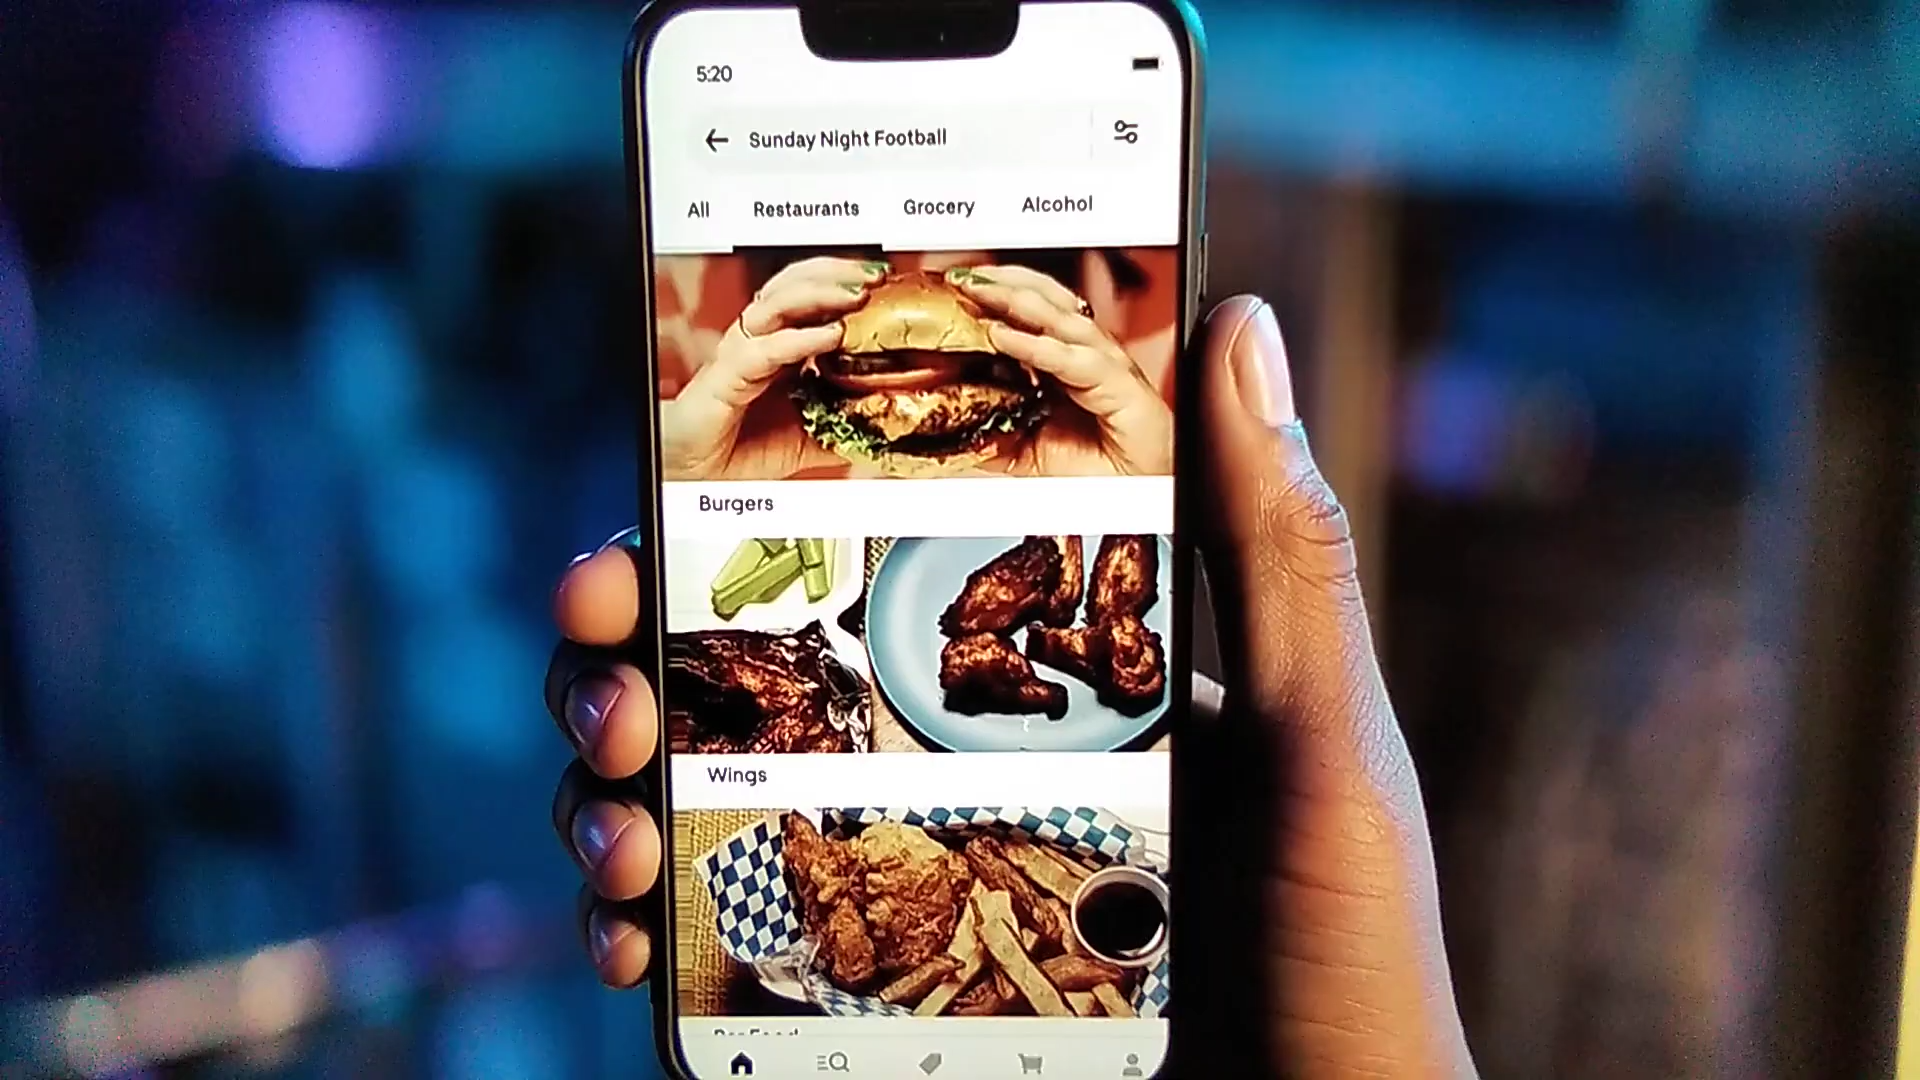 5:20
Sunday Night Football
All Restaurants Grocery Alcohol
Burgers
Wings